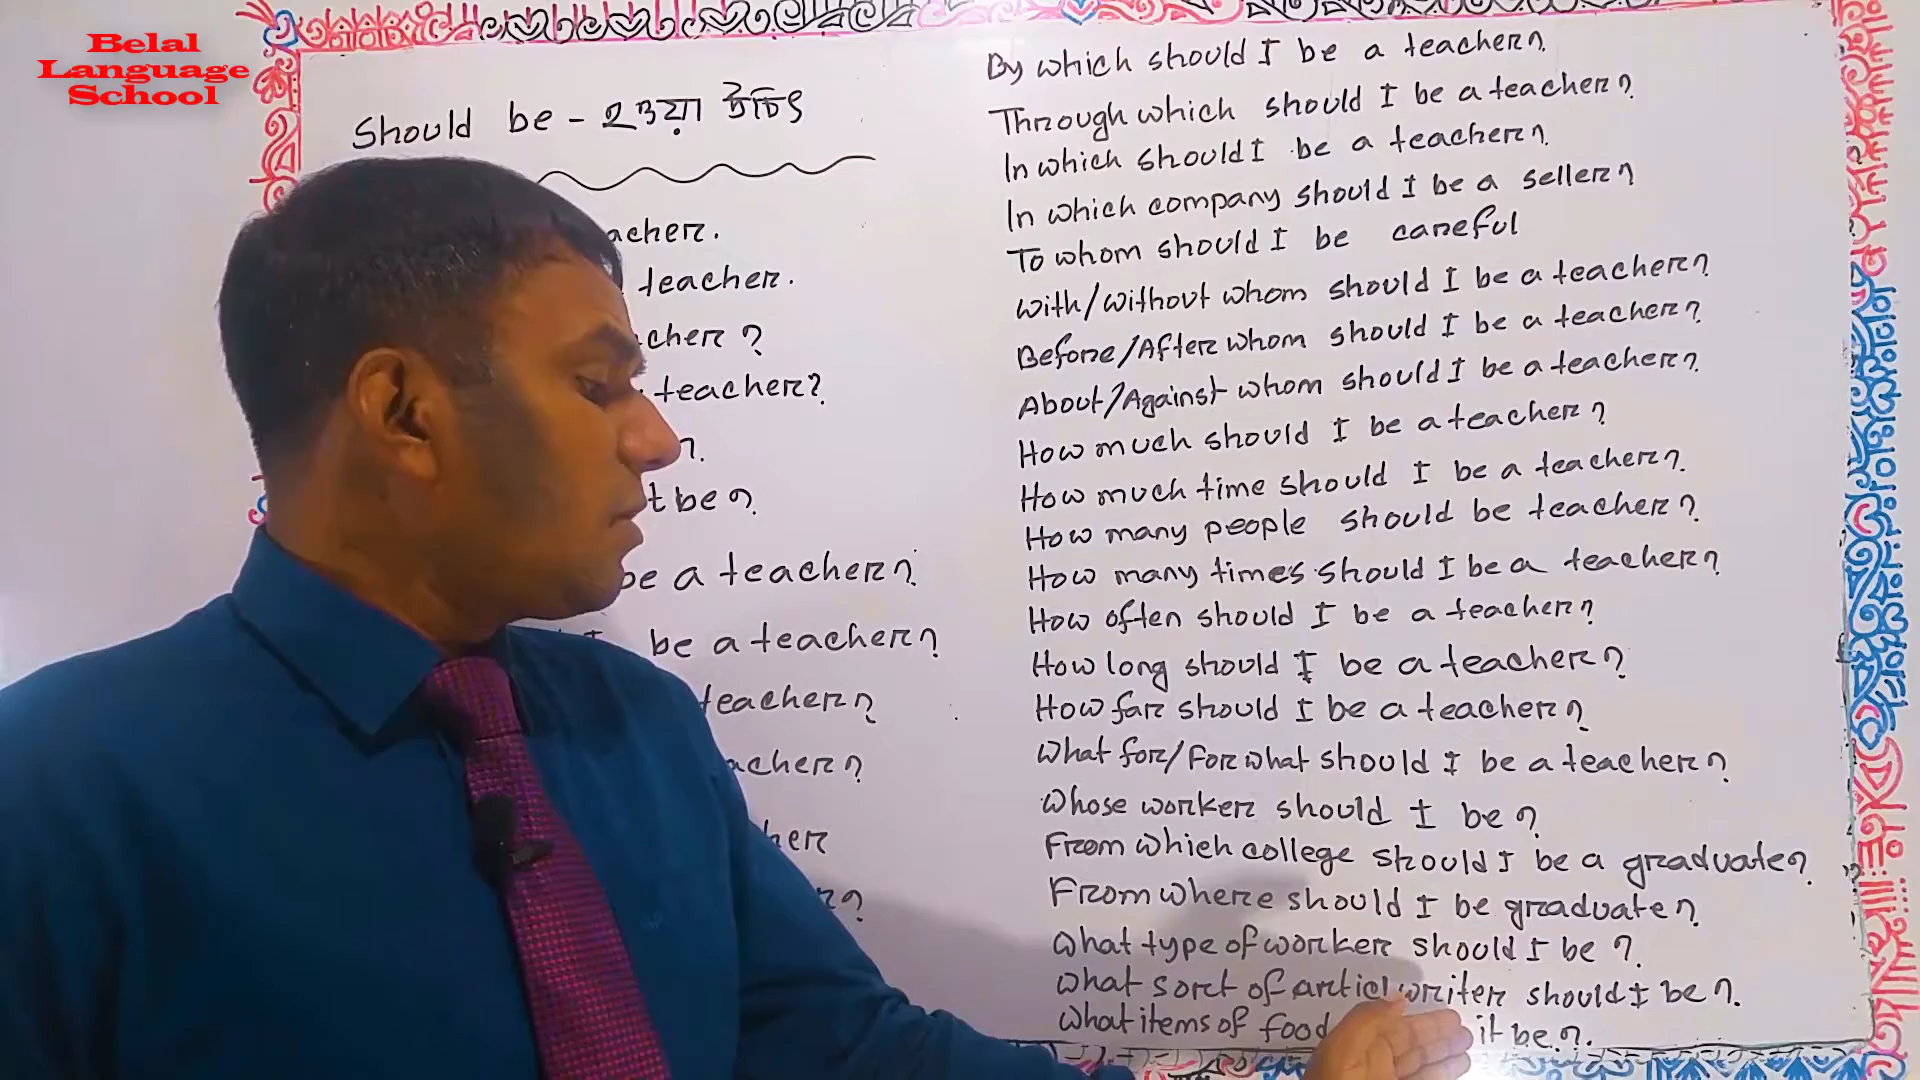 Belal
Language
School
Should be - হওয়া উচিৎ
teacher.
teacher?
t be?
be a teacher?
be a teacher?
teacher?
By which should I be a teacher?
Through which should I be a teacher?
In which should I be a teacher?
In which company should I be a seller?
To whom should I be careful
With/without whom should I be a teacher?
Before/After whom should I be a teacher?
About/Against whom should I be a teacher?
How much should I be a teacher?
How much time should I be a teacher?
How many people should be teacher?
How many times should I be a teacher?
How often should I be a teacher?
How long should I be a teacher?
How far should I be a teacher?
What for/For what should I be a teacher?
Whose worker should I be?
From which college should I be a graduate?
From where should I be graduate?
What type of worker should I be?
What sort of articl writer should I be?
What items of food it be?